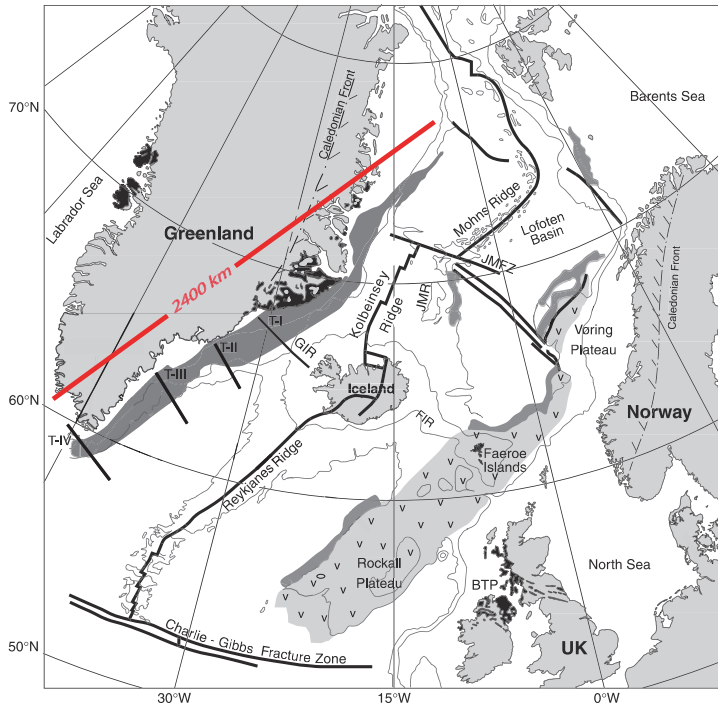 70°N
60°N
50°N
30°W
15°W
0°W
Barents Sea
Caledonian Front
Labrador Sea
Greenland
2400 km
Mohns Ridge
Lofoten
Basin
JMFZ
Kolbeinsey
Ridge
JMR
Vøring
Plateau
Caledonian Front
T-I
T-II
T-III
T-IV
GIR
Iceland
FIR
Norway
Reykjanes Ridge
Faeroe
Islands
Rockall
Plateau
BTP
North Sea
UK
Charlie - Gibbs Fracture Zone